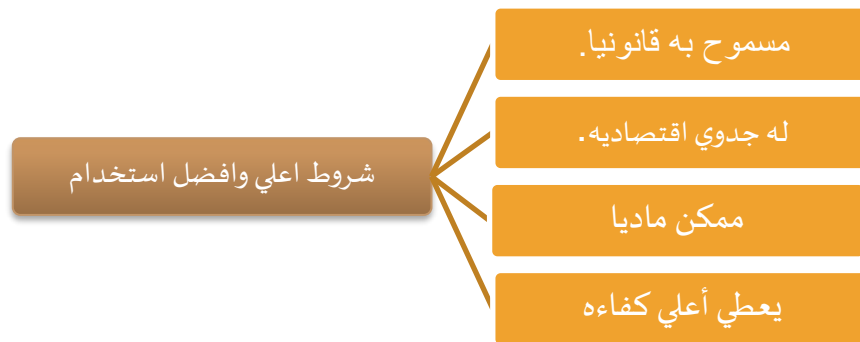 شروط اعلي وافضل استخدام
مسموح به قانونيا.
له جدوي اقتصاديه.
ممكن ماديا
يعطي أعلي كفاءه